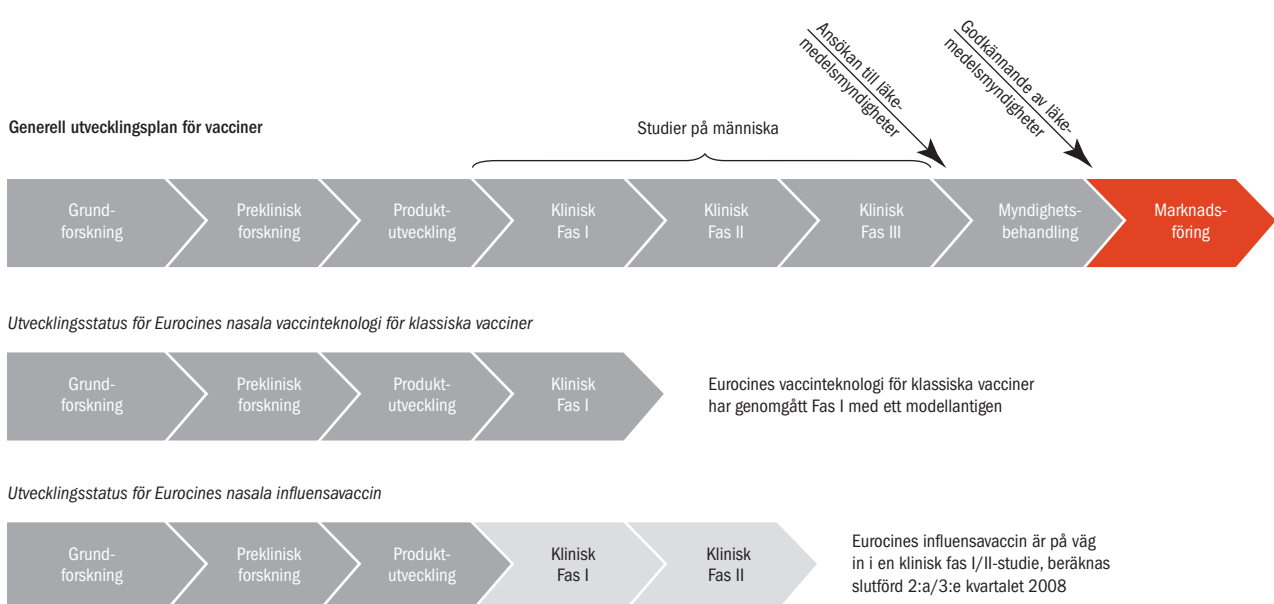 Ansökan till läke-
medelsmyndigheter
Godkännande av läke-
medelsmyndigheter
Generell utvecklingsplan för vacciner
Studier på människa
Grund-
forskning
Preklinisk
forskning
Produkt-
utveckling
Klinisk
Fas I
Klinisk
Fas II
Klinisk
Fas III
Myndighets-
behandling
Marknads-
föring
Utvecklingsstatus för Eurocines nasala vaccinteknologi för klassiska vacciner
Grund-
forskning
Preklinisk
forskning
Produkt-
utveckling
Klinisk
Fas I
Eurocines vaccinteknologi för klassiska vacciner
har genomgått Fas I med ett modellantigen
Utvecklingsstatus för Eurocines nasala influensavaccin
Grund-
forskning
Preklinisk
forskning
Produkt-
utveckling
Klinisk
Fas I
Klinisk
Fas II
Eurocines influensavaccin är på väg
in i en klinisk fas I/II-studie, beräknas
slutförd 2:a/3:e kvartalet 2008